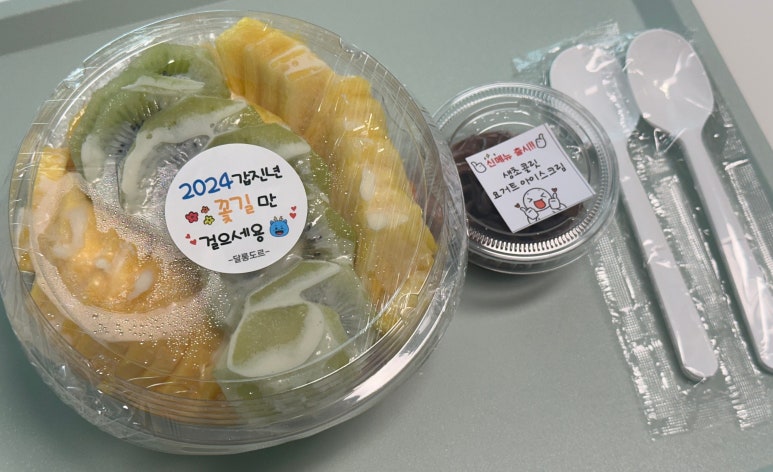 2024갑진년
꽃길 만
걸으세용
-달롱도르-
신메뉴 출시!!
생초콜릿
요거트아이스크림